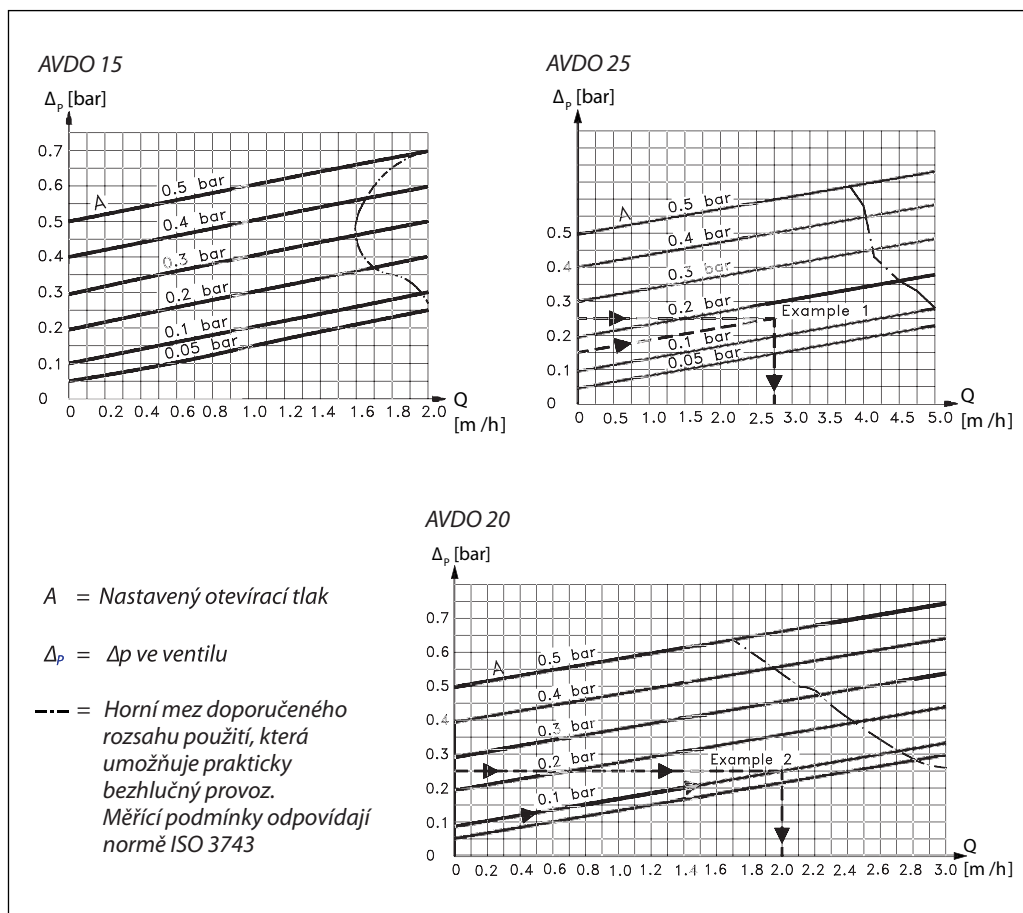 AVDO 15
Δp [bar]
0.7
0.6
0.5
0.4
0.3
0.2
0.1
0
A
0.5 bar
0.4 bar
0.3 bar
0.2 bar
0.1 bar
0.05 bar
0 0.2 0.4 0.6 0.8 1.0 1.2 1.4 1.6 1.8 2.0
Q
[m /h]
AVDO 25
Δp [bar]
0.5
0.4
0.3
0.2
0.1
0
A
0.5 bar
0.4 bar
0.3 bar
0.2 bar
Example 1
0.1 bar
0.05 bar
0 0.5 1.0 1.5 2.0 2.5 3.0 3.5 4.0 4.5 5.0
Q
[m /h]
A = Nastavený otevírací tlak
Δp = Δp ve ventilu
= Horní mez doporučeného
rozsahu použití, která
umožňuje prakticky
bezhlučný provoz.
Měřící podmínky odpovídají
normě ISO 3743
AVDO 20
Δp [bar]
0.7
0.6
0.5
0.4
0.3
0.2
0.1
0
A
0.5 bar
0.4 bar
0.3 bar
0.2 bar
Example 2
0.1 bar
0 0.2 0.4 0.6 0.8 1.0 1.2 1.4 1.6 1.8 2.0 2.2 2.4 2.6 2.8 3.0
Q
[m /h]